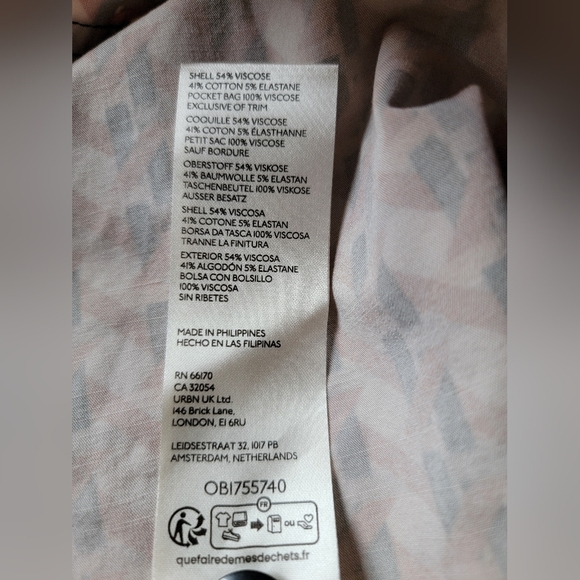 SHELL 54% VISCOSE
41% COTTON 5% ELASTANE
POCKET BAG 100% VISCOSE
EXCLUSIVE OF TRIM
COQUILLE 54% VISCOSE
41% COTON 5% ÉLASTHANNE
PETIT SAC 100% VISCOSE
SAUF BORDURE
OBERSTOFF 54% VISKOSE
41% BAUMWOLLE 5% ELASTAN
TASCHENBEUTEL 100% VISKOSE
AUSSER BESATZ
SHELL 54% VISCOSA
41% COTONE 5% ELASTAN
BORSA DA TASCA 100% VISCOSA
TRANNE LA FINITURA
EXTERIOR 54% VISCOSA
41% ALGODÓN 5% ELASTANE
BOLSA CON BOLSILLO
100% VISCOSA
SIN RIBETES
MADE IN PHILIPPINES
HECHO EN LAS FILIPINAS
RN 66170
CA 32054
URBN UK Ltd.
146 Brick Lane,
LONDON, E1 6RU
LEIDSESTRAAT 32, 1017 PB
AMSTERDAM, NETHERLANDS
OB1755740
FR
OU
quefairedemesdechets.fr